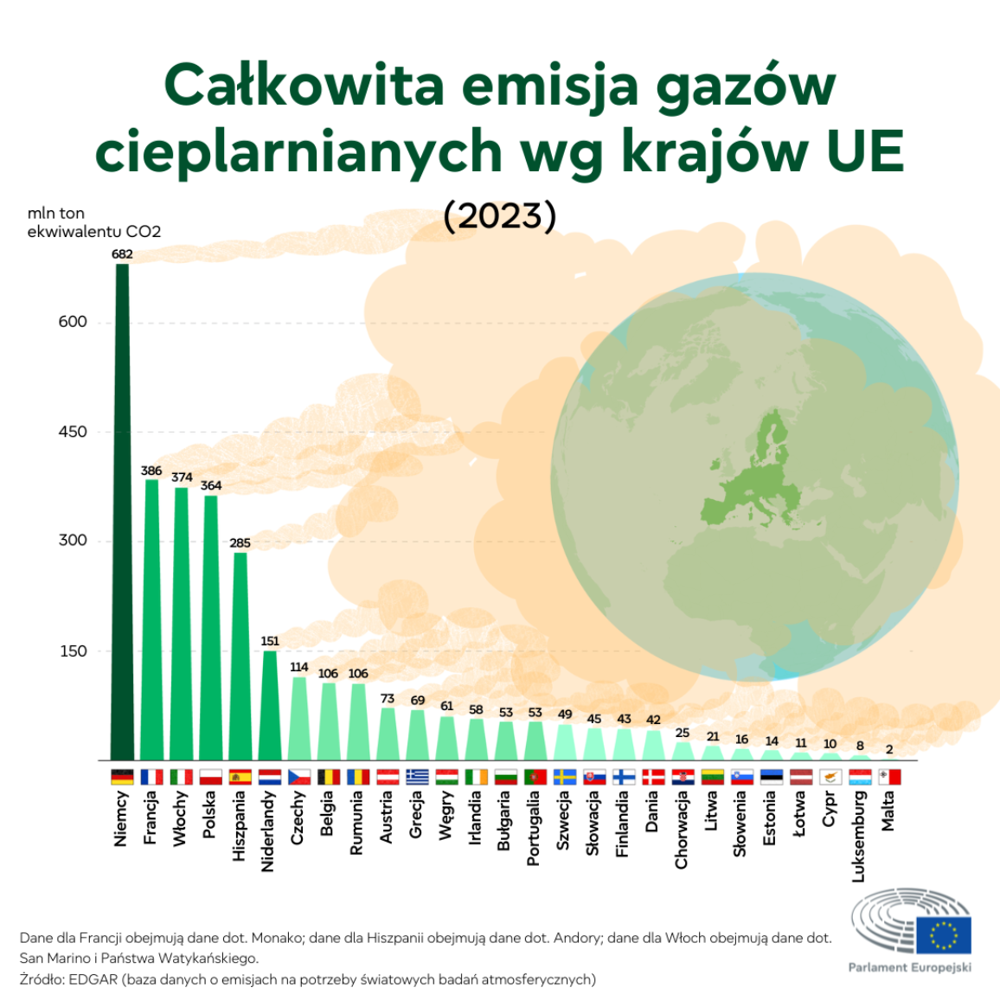 Całkowita emisja gazów
cieplarnianych wg krajów UE
(2023)
mln ton
ekwiwalentu CO2
682
600
450
386
374
364
300
285
151
150
114
106
106
73
69
61
58
53
53
49
45
43
42
25
21
16
14
11
10
8
2
Niemcy
Francja
Włochy
Polska
Hiszpania
Niderlandy
Czechy
Belgia
Rumunia
Austria
Grecja
Węgry
Irlandia
Bułgaria
Portugalia
Szwecja
Słowacja
Finlandia
Dania
Chorwacja
Litwa
Słowenia
Estonia
Łotwa
Cypr
Luksemburg
Malta
Dane dla Francji obejmują dane dot. Monako; dane dla Hiszpanii obejmują dane dot. Andory; dane dla Włoch obejmują dane dot.
San Marino i Państwa Watykańskiego.
Żródło: EDGAR (baza danych o emisjach na potrzeby światowych badań atmosferycznych)
Parlament Europejski